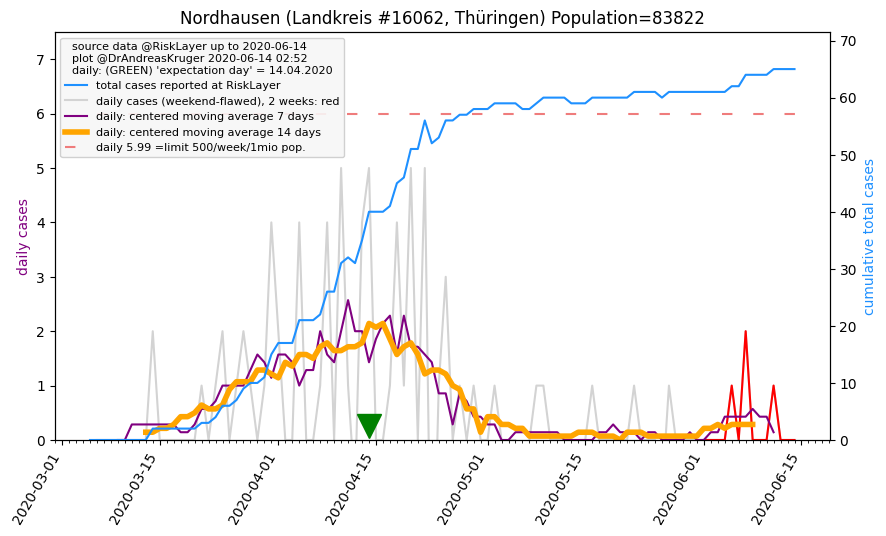 Nordhausen (Landkreis #16062, Thüringen) Population=83822
source data @RiskLayer up to 2020-06-14
plot @DrAndreasKruger 2020-06-14 02:52
daily: (GREEN) 'expectation day' = 14.04.2020
total cases reported at RiskLayer
daily cases (weekend-flawed), 2 weeks: red
daily: centered moving average 7 days
daily: centered moving average 14 days
daily 5.99 =limit 500/week/1mio pop.
daily cases
7
6
5
4
3
2
1
0
70
60
50
40
30
20
10
0
cumulative total cases
2020-03-01
2020-03-15
2020-04-01
2020-04-15
2020-05-01
2020-05-15
2020-06-01
2020-06-15